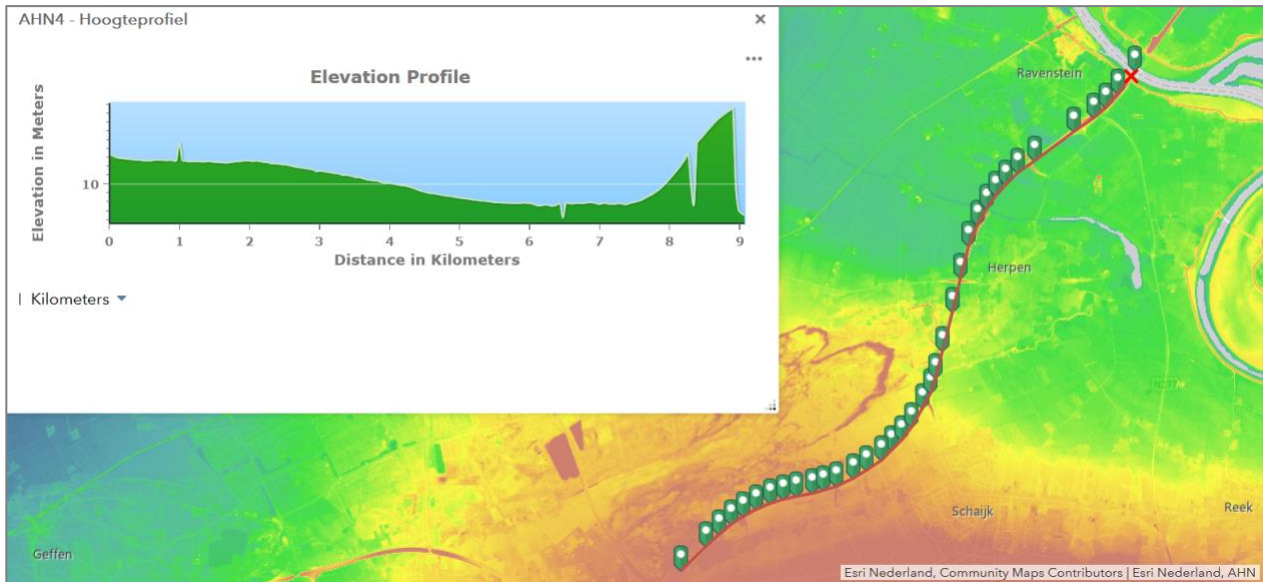 AHN4 - Hoogteprofiel
×
•••
Elevation Profile
Elevation in Meters
10
0 1 2 3 4 5 6 7 8 9
Distance in Kilometers
| Kilometers
Ravenstein
Herpen
N277
Schaijk
Reek
Geffen
Esri Nederland, Community Maps Contributors | Esri Nederland, AHN